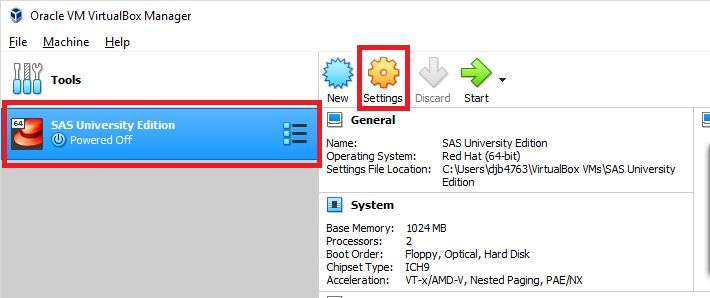 Oracle VM VirtualBox Manager
File Machine Help
Tools
New Settings Discard Start
64
SAS University Edition
Powered Off
General
Name: SAS University Edition
Operating System: Red Hat (64-bit)
Settings File Location: C:\Users\djb4763\VirtualBox VMs\SAS University
Edition
System
Base Memory: 1024 MB
Processors: 2
Boot Order: Floppy, Optical, Hard Disk
Chipset Type: ICH9
Acceleration: VT-x/AMD-V, Nested Paging, PAE/NX